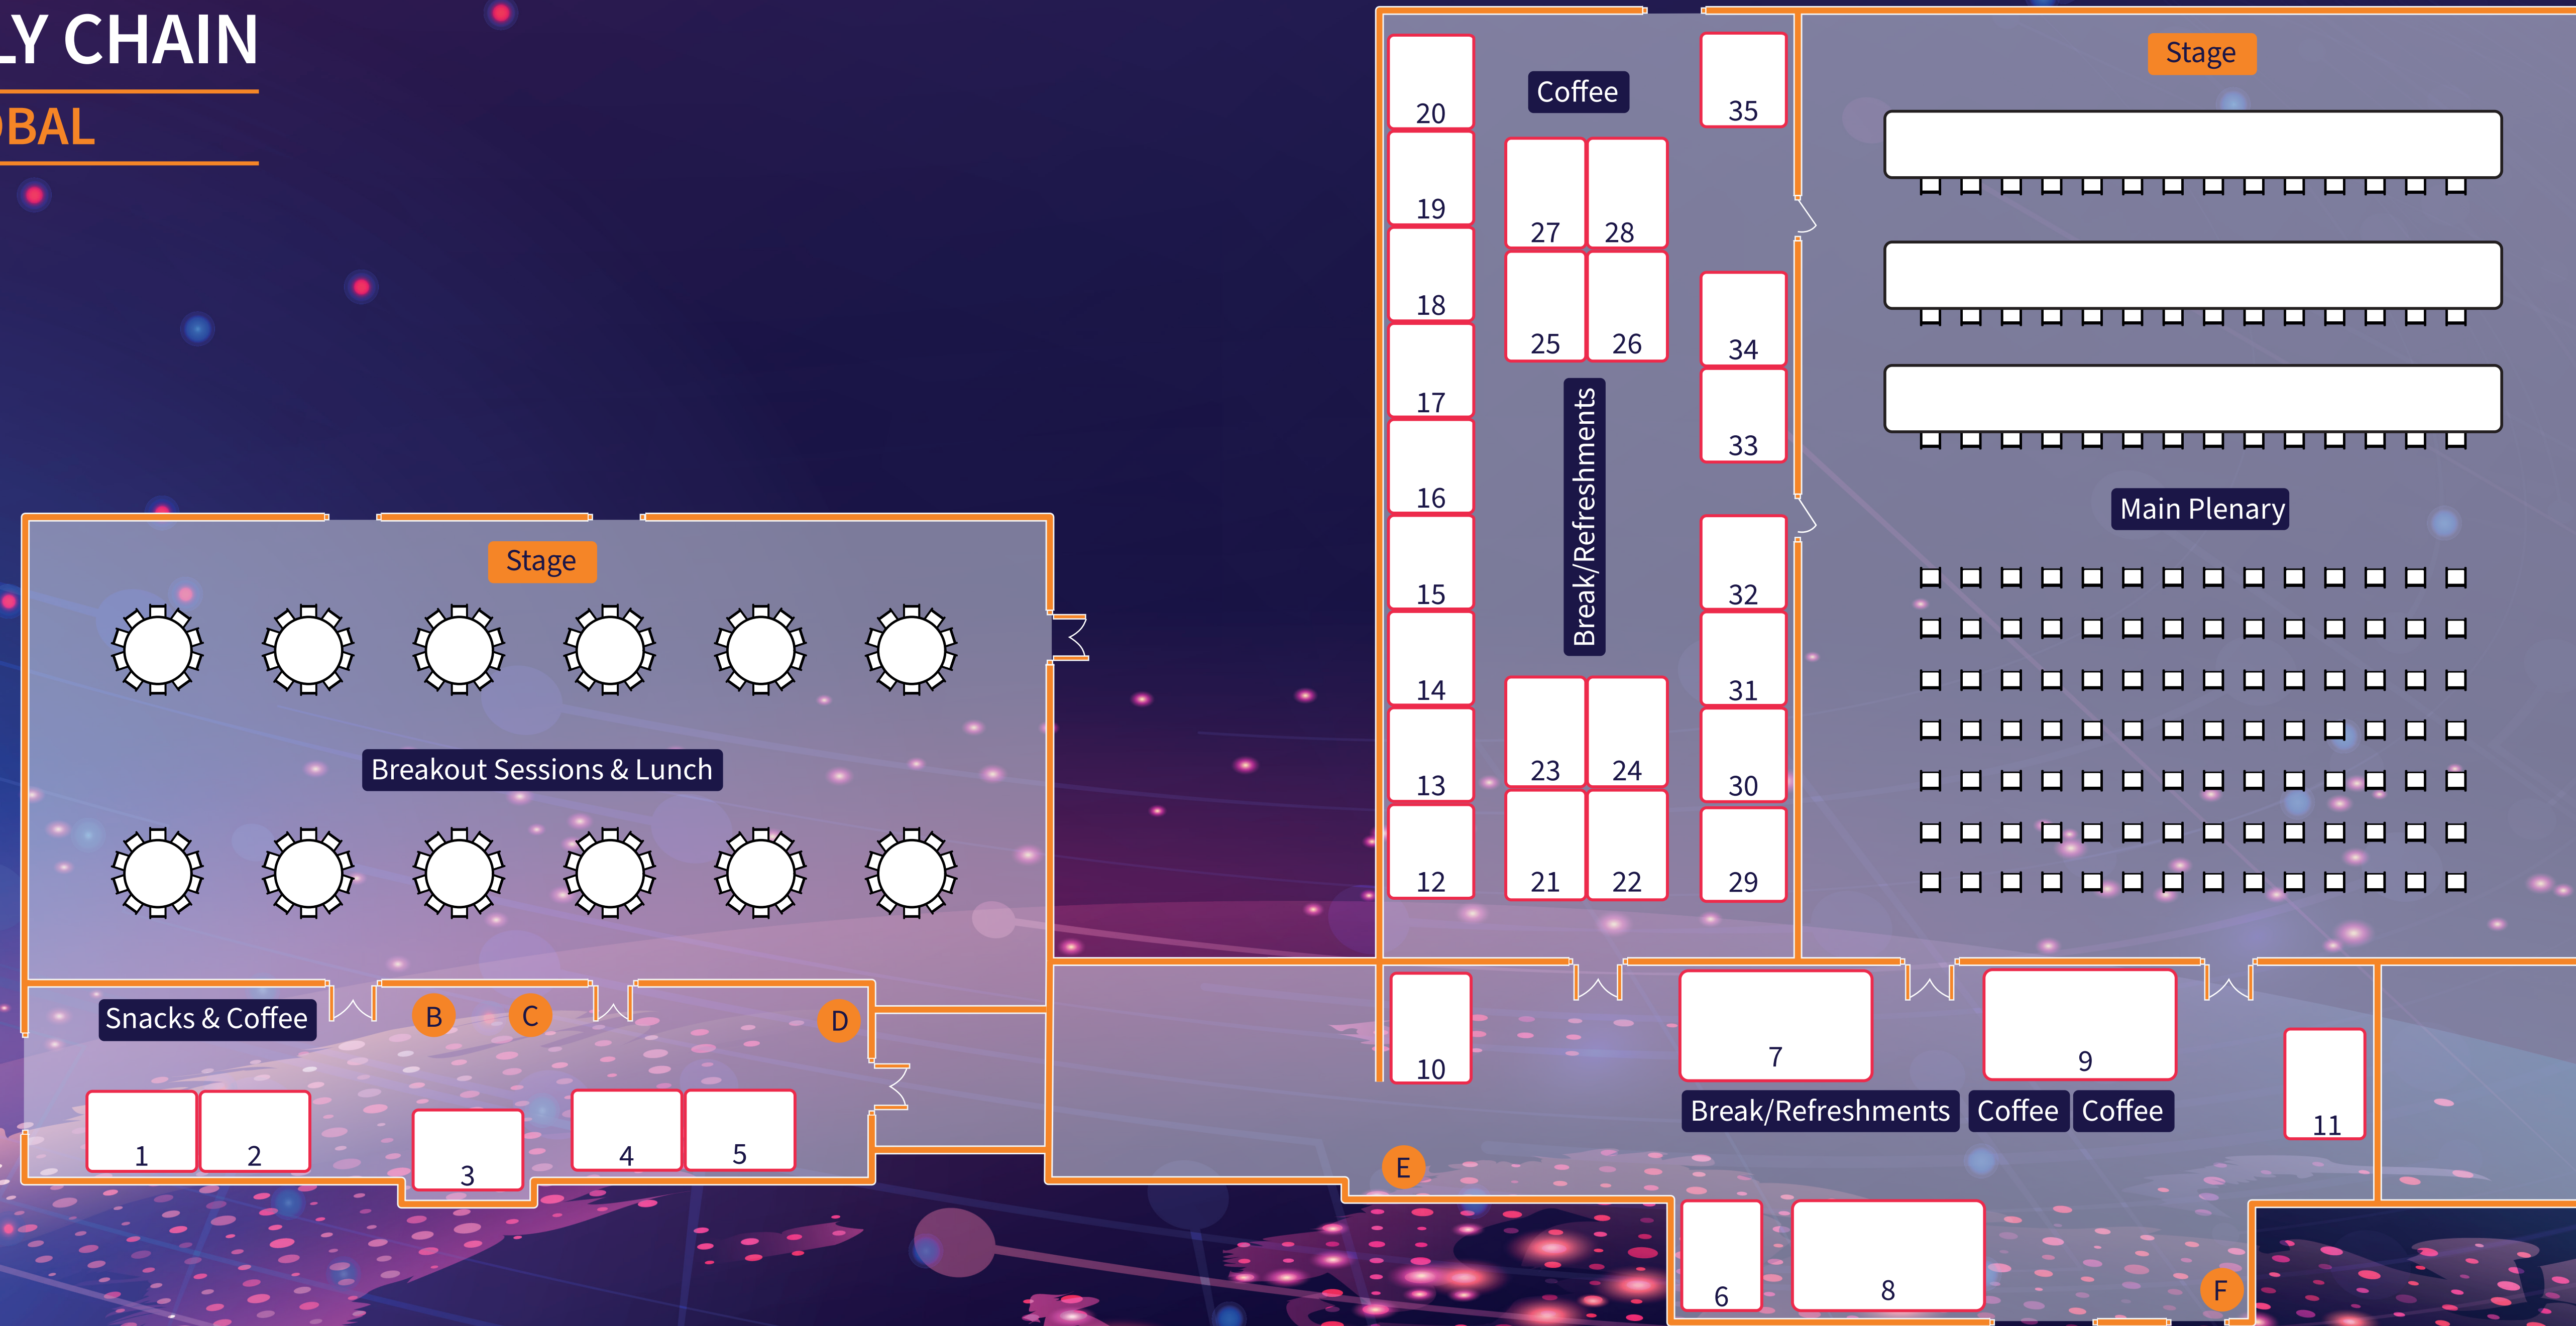 LY CHAIN
OBAL
Stage
Breakout Sessions & Lunch
Snacks & Coffee
B
C
D
1
2
3
4
5
20
19
18
17
16
15
14
13
12
Coffee
27
28
25
26
Break/Refreshments
23
24
21
22
35
34
33
32
31
30
29
Stage
Main Plenary
10
7
9
11
Break/Refreshments
Coffee
Coffee
E
6
8
F